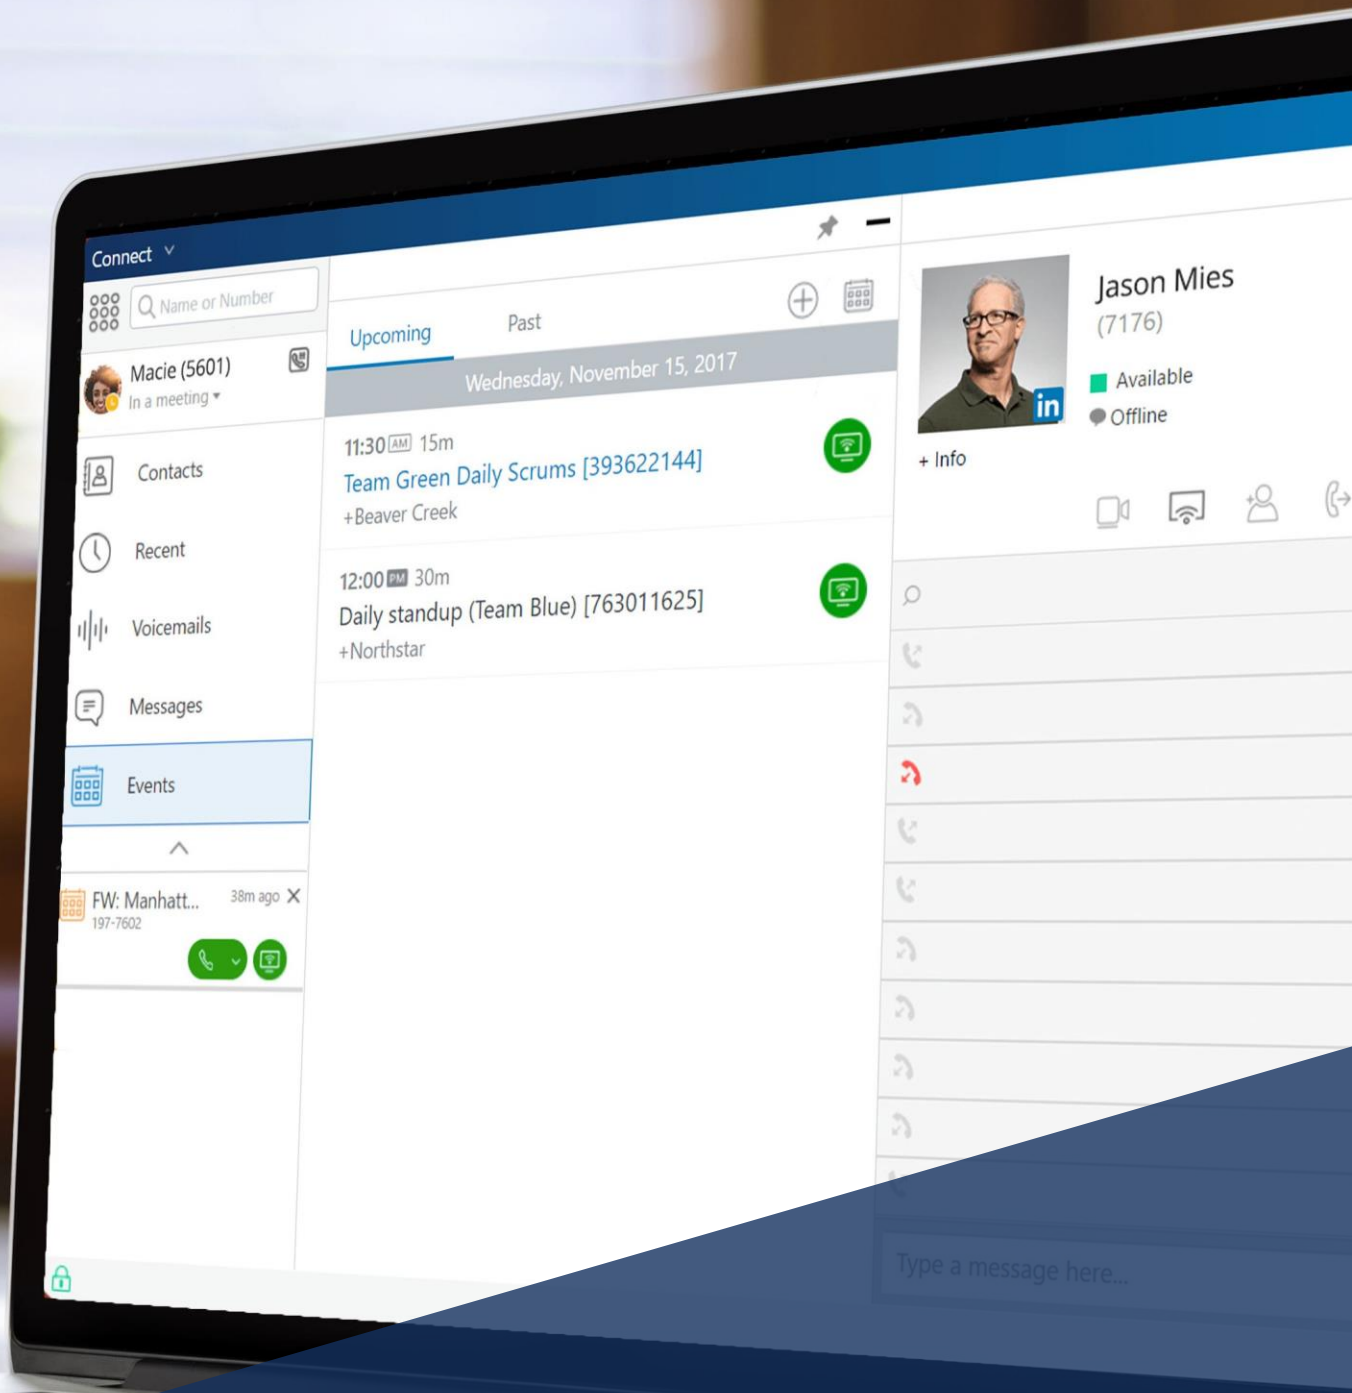 Connect
Name or Number
Macie (5601)
In a meeting
Contacts
Recent
Voicemails
Messages
Events
FW: Manhatt...
38m ago
197-7602
Upcoming
Past
Wednesday, November 15, 2017
11:30 AM 15m
Team Green Daily Scrums [393622144]
+Beaver Creek
12:00 PM 30m
Daily standup (Team Blue) [763011625]
+Northstar
Jason Mies
(7176)
Available
Offline
in
+ Info
Type a message here...